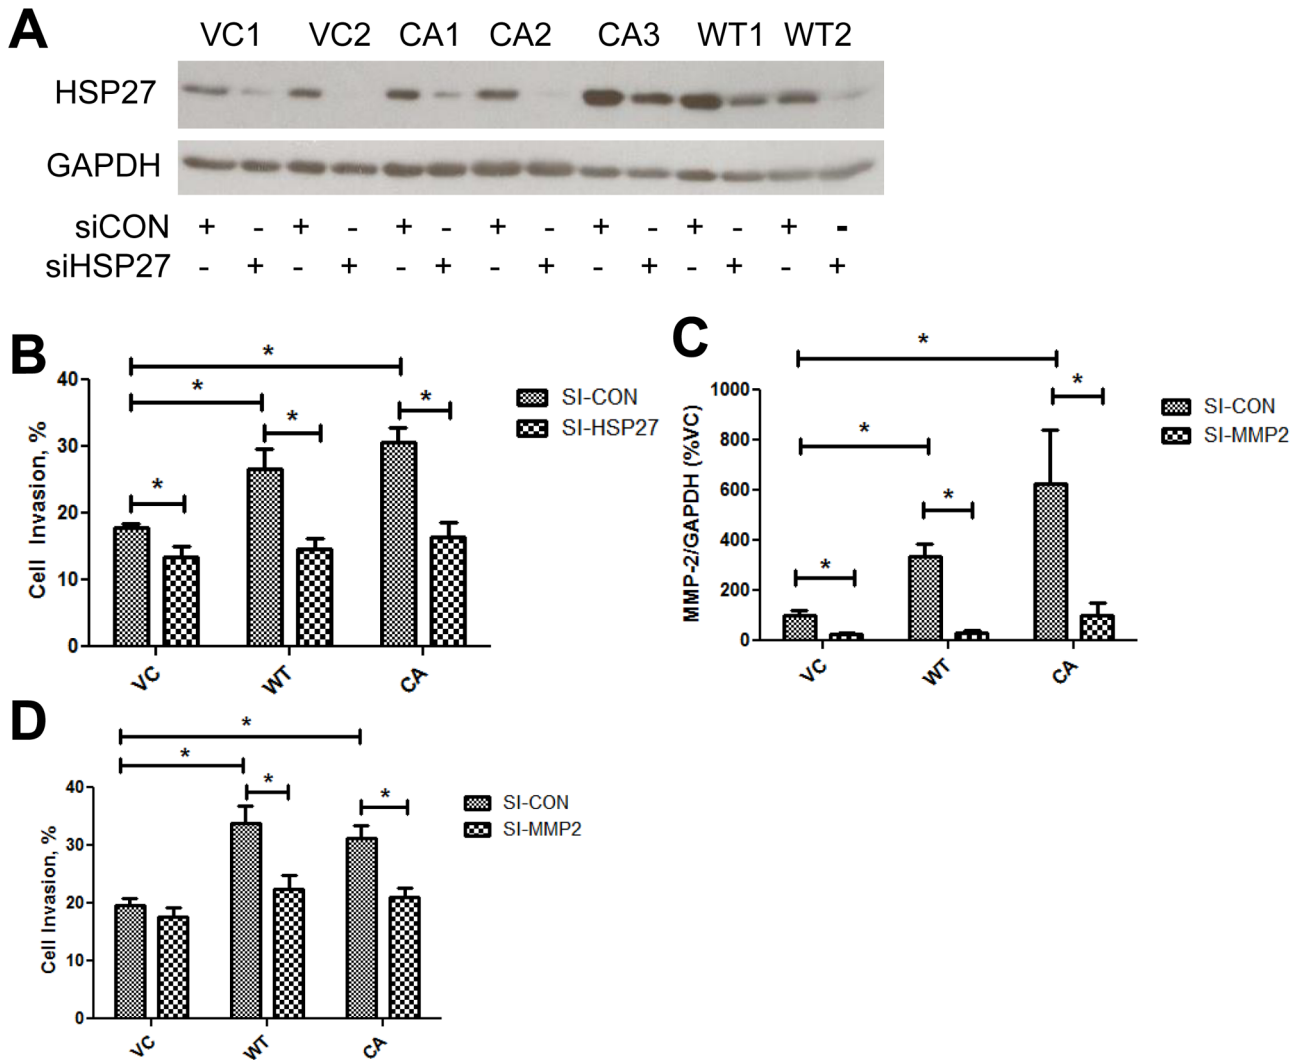 A
VC1 VC2 CA1 CA2 CA3 WT1 WT2
HSP27
GAPDH
siCON + - + - + - + - + - + - + -
siHSP27 - + - + - + - + - + - + - +
B
*
*
*
*
*
40
30
20
10
0
Cell Invasion, %
VC WT CA
SI-CON
SI-HSP27
C
*
*
*
*
*
1000
800
600
400
200
0
MMP-2/GAPDH (%VC)
VC WT CA
SI-CON
SI-MMP2
D
*
*
*
*
40
30
20
10
0
Cell Invasion, %
VC WT CA
SI-CON
SI-MMP2